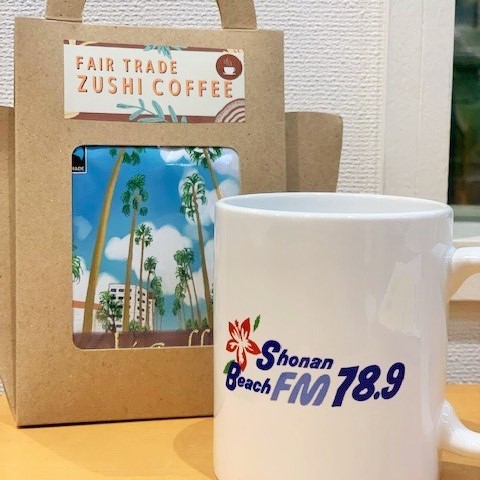 FAIR TRADE
ZUSHI COFFEE
Shonan
Beach FM 78.9